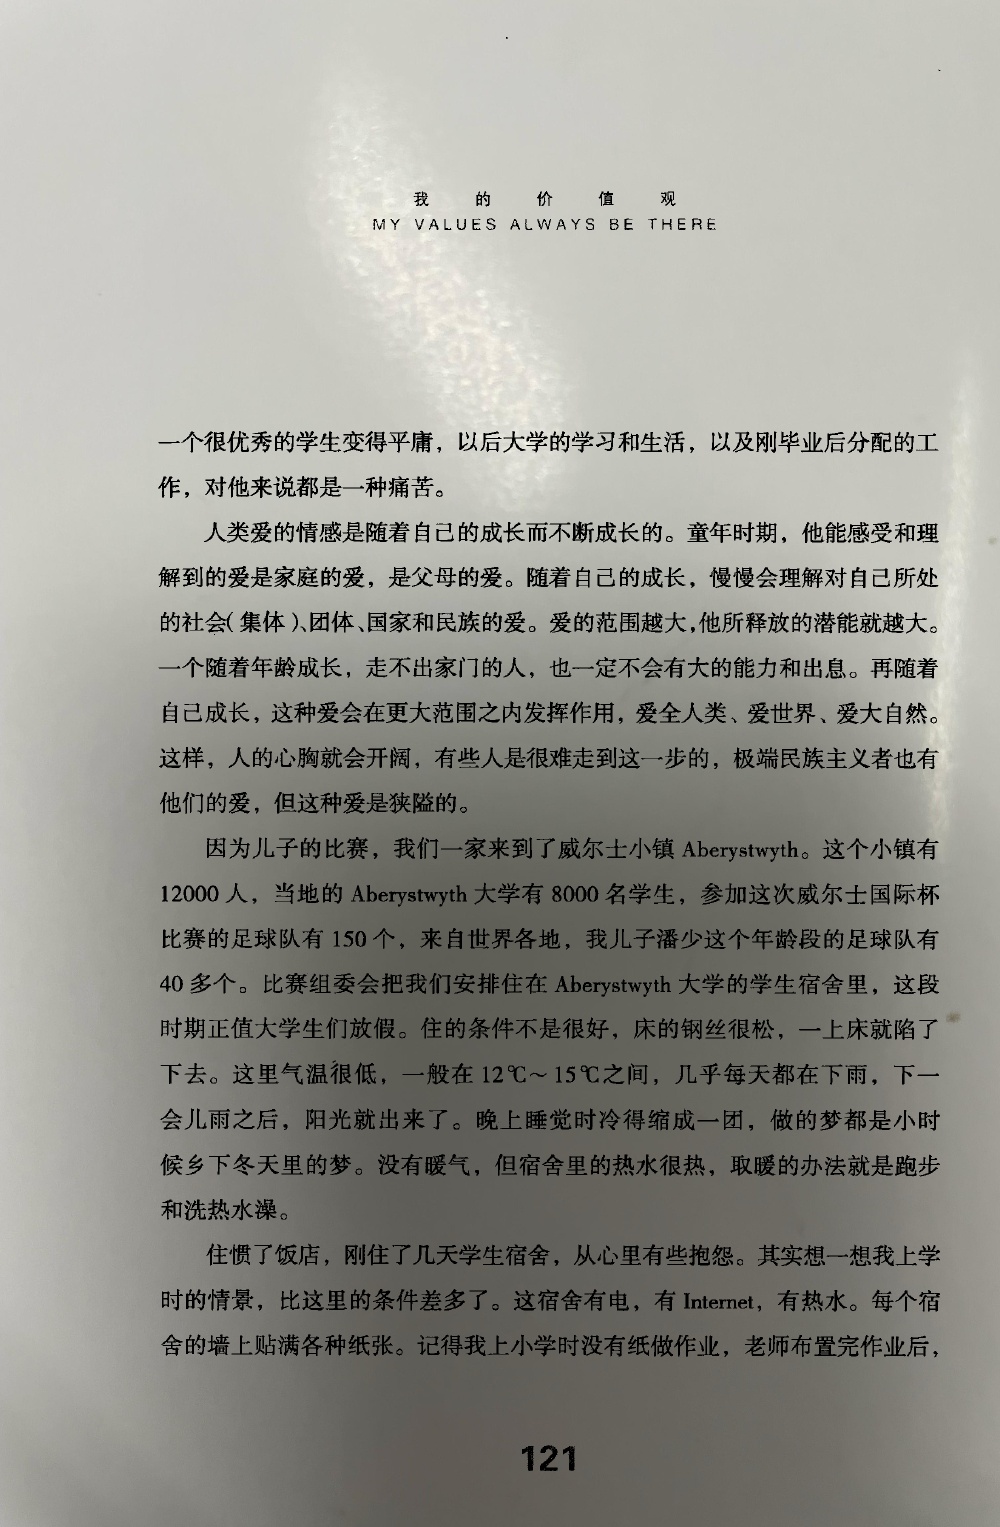 我的价值观
MY VALUES ALWAYS BE THERE
一个很优秀的学生变得平庸，以后大学的学习和生活，以及刚毕业后分配的工
作，对他来说都是一种痛苦。
人类爱的情感是随着自己的成长而不断成长的。童年时期，他能感受和理
解到的爱是家庭的爱，是父母的爱。随着自己的成长，慢慢会理解对自己所处
的社会(集体)、团体、国家和民族的爱。爱的范围越大，他所释放的潜能就越大。
一个随着年龄成长，走不出家门的人，也一定不会有大的能力和出息。再随着
自己成长，这种爱会在更大范围之内发挥作用，爱全人类、爱世界、爱大自然。
这样，人的心胸就会开阔，有些人是很难走到这一步的，极端民族主义者也有
他们的爱，但这种爱是狭隘的。
因为儿子的比赛，我们一家来到了威尔士小镇 Aberystwyth。这个小镇有
12000 人，当地的 Aberystwyth 大学有 8000 名学生，参加这次威尔士国际杯
比赛的足球队有 150 个，来自世界各地，我儿子潘少这个年龄段的足球队有
40 多个。比赛组委会把我们安排住在 Aberystwyth 大学的学生宿舍里，这段
时期正值大学生们放假。住的条件不是很好，床的钢丝很松，一上床就陷了
下去。这里气温很低，一般在 12℃～15℃之间，几乎每天都在下雨，下一
会儿雨之后，阳光就出来了。晚上睡觉时冷得缩成一团，做的梦都是小时
候乡下冬天里的梦。没有暖气，但宿舍里的热水很热，取暖的办法就是跑步
和洗热水澡。
住惯了饭店，刚住了几天学生宿舍，从心里有些抱怨。其实想一想我上学
时的情景，比这里的条件差多了。这宿舍有电，有 Internet，有热水。每个宿
舍的墙上贴满各种纸张。记得我上小学时没有纸做作业，老师布置完作业后，
121